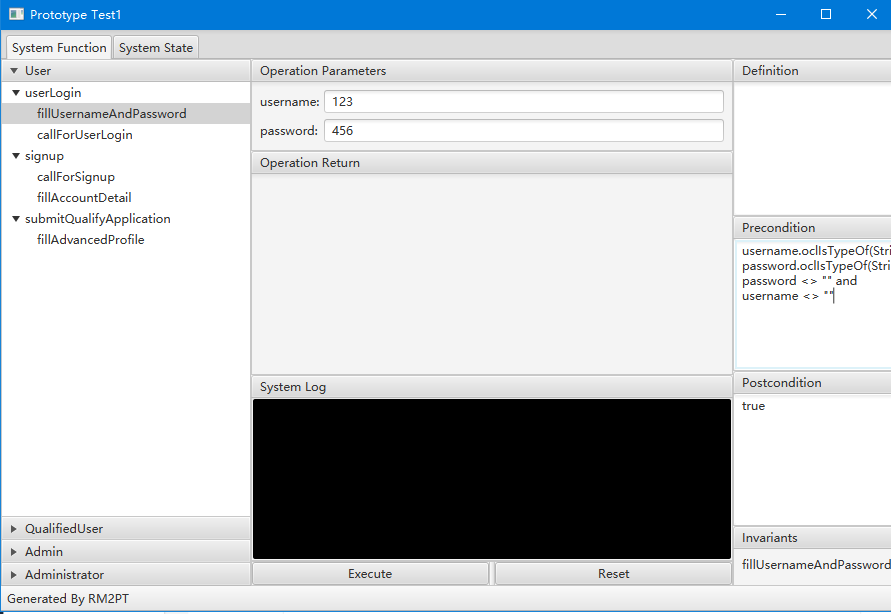 Prototype Test1
System Function
System State
User
userLogin
fillUsernameAndPassword
callForUserLogin
signup
callForSignup
fillAccountDetail
submitQualifyApplication
fillAdvancedProfile
QualifiedUser
Admin
Administrator
Operation Parameters
username: 123
password: 456
Operation Return
System Log
Execute
Reset
Definition
Precondition
username.oclIsTypeOf(Stri
password.oclIsTypeOf(Stri
password <> "" and
username <> ""
Postcondition
true
Invariants
fillUsernameAndPassword
Generated By RM2PT